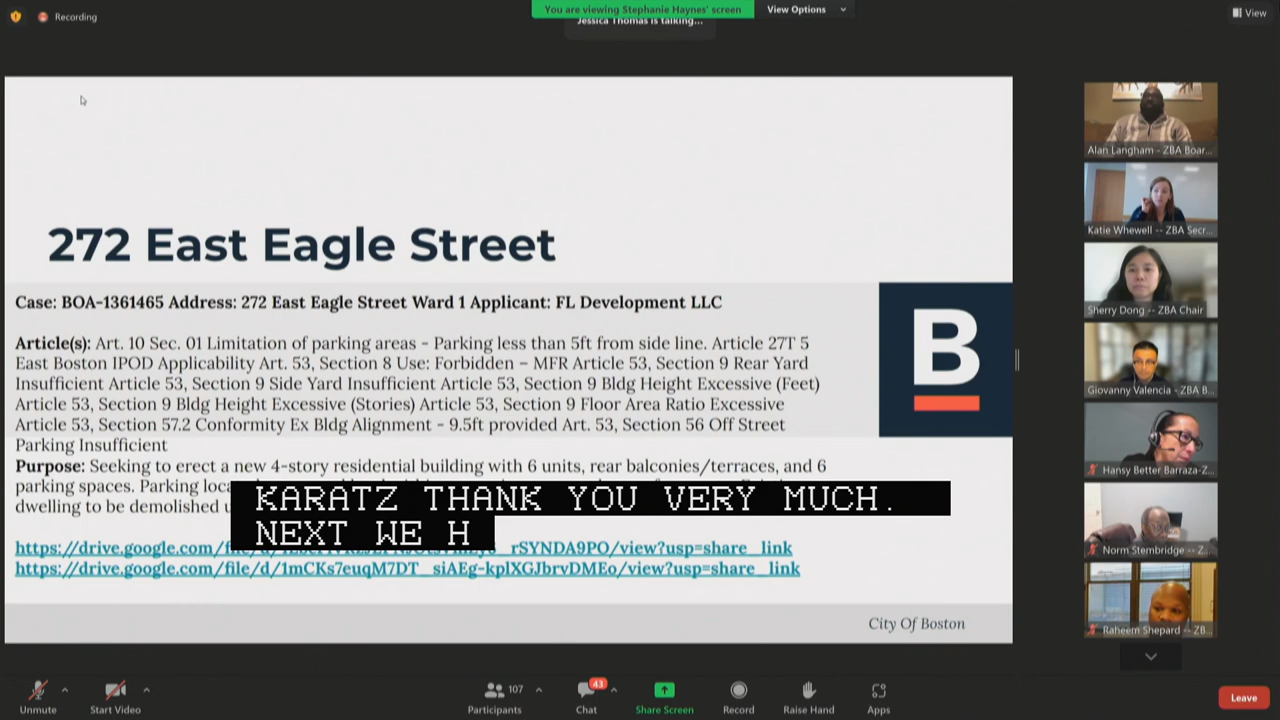 Recording
You are viewing Stephanie Haynes' screen
View Options
Jessica Thomas is talking...
View
272 East Eagle Street
Case: BOA-1361465 Address: 272 East Eagle Street Ward 1 Applicant: FL Development LLC
Article(s): Art. 10 Sec. 01 Limitation of parking areas - Parking less than 5ft from side line. Article 27T 5
East Boston IPOD Applicability Art. 53, Section 8 Use: Forbidden – MFR Article 53, Section 9 Rear Yard
Insufficient Article 53, Section 9 Side Yard Insufficient Article 53, Section 9 Bldg Height Excessive (Feet)
Article 53, Section 9 Bldg Height Excessive (Stories) Article 53, Section 9 Floor Area Ratio Excessive
Article 53, Section 57.2 Conformity Ex Bldg Alignment - 9.5ft provided Art. 53, Section 56 Off Street
Parking Insufficient
Purpose: Seeking to erect a new 4-story residential building with 6 units, rear balconies/terraces, and 6
parking spaces. Parking
dwelling to be demolished
KARATZ THANK YOU VERY MUCH.
NEXT WE H
https://drive.google.com/ rSYNDA9PO/view?usp=share_link
https://drive.google.com/file/d/1mCKs7euqM7DT_siAEg-kplXGJbrvDMEo/view?usp=share_link
B
City Of Boston
Alan Langham - ZBA Boar...
Katie Whewell -- ZBA Secr...
Sherry Dong -- ZBA Chair
Giovanny Valencia - ZBA B...
Hansy Better Barraza-Z...
Norm Stembridge -- Z...
Raheem Shepard -- ZB...
Unmute
Start Video
107
Participants
43
Chat
Share Screen
Record
Raise Hand
Apps
Leave